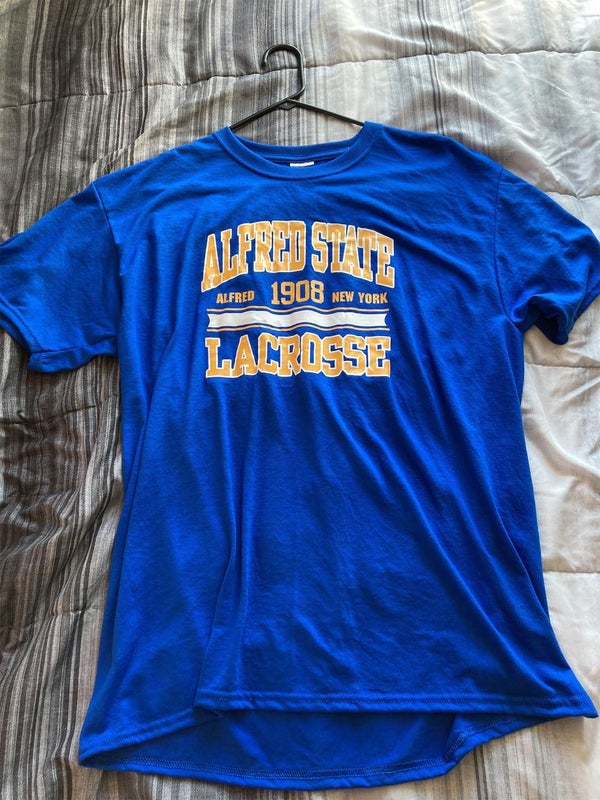 ALFRED STATE
ALFRED 1908 NEW YORK
LACROSSE